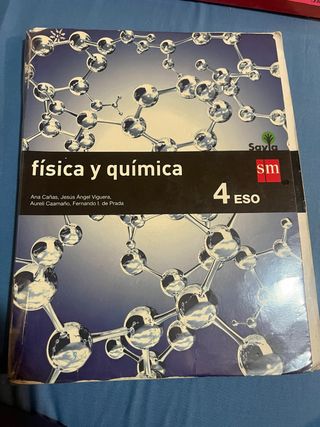 Savia
física y química
sm
Ana Cañas, Jesús Ángel Viguera,
Aureli Caamaño, Fernando I. de Prada
4 ESO